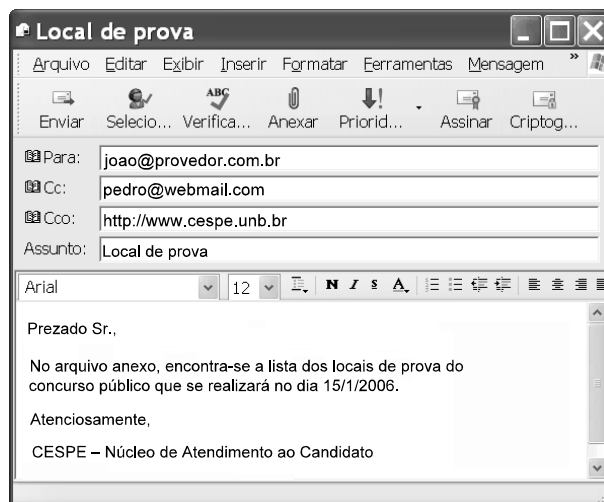 Local de prova
Arquivo Editar Exibir Inserir Formatar Ferramentas Mensagem »
Enviar Selecio... Verifica... Anexar Priorid... Assinar Criptog...
Para: joao@provedor.com.br
Cc: pedro@webmail.com
Cco: http://www.cespe.unb.br
Assunto: Local de prova
Arial 12 N I S A
Prezado Sr.,
No arquivo anexo, encontra-se a lista dos locais de prova do
concurso público que se realizará no dia 15/1/2006.
Atenciosamente,
CESPE – Núcleo de Atendimento ao Candidato